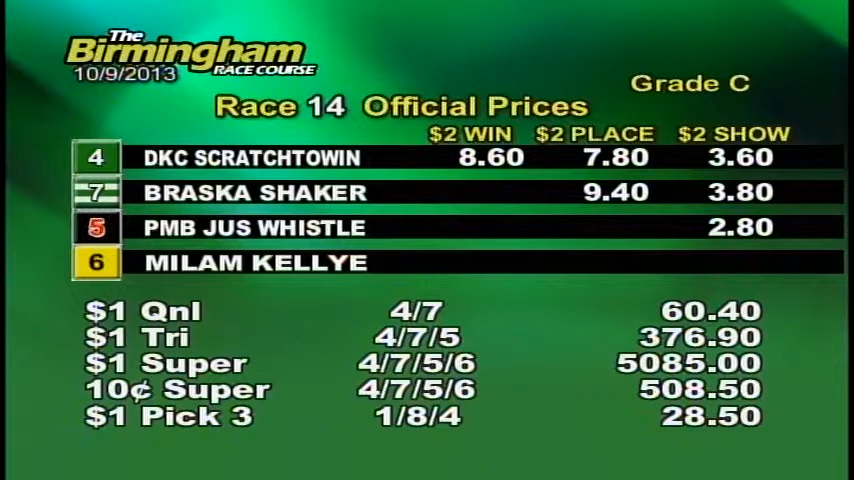 The
Birmingham
RACE COURSE
10/9/2013
Grade C
Race 14 Official Prices
$2 WIN $2 PLACE $2 SHOW
4 DKC SCRATCHTOWIN 8.60 7.80 3.60
7 BRASKA SHAKER 9.40 3.80
5 PMB JUS WHISTLE 2.80
6 MILAM KELLYE
$1 Qnl 4/7 60.40
$1 Tri 4/7/5 376.90
$1 Super 4/7/5/6 5085.00
10¢ Super 4/7/5/6 508.50
$1 Pick 3 1/8/4 28.50